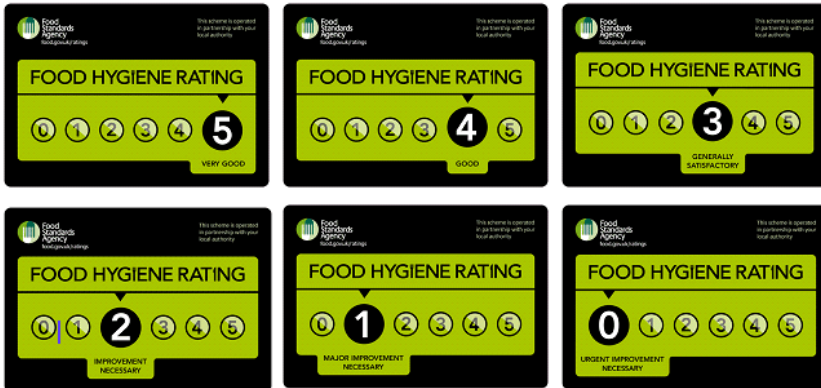 Food
Standards
Agency
food.gov.uk/ratings
This scheme is operated
in partnership with your
local authority
FOOD HYGIENE RATING
0 1 2 3 4 5
VERY GOOD
Food
Standards
Agency
food.gov.uk/ratings
This scheme is operated
in partnership with your
local authority
FOOD HYGIENE RATING
0 1 2 3 4 5
GOOD
Food
Standards
Agency
food.gov.uk/ratings
This scheme is operated
in partnership with your
local authority
FOOD HYGIENE RATING
0 1 2 3 4 5
GENERALLY
SATISFACTORY
Food
Standards
Agency
food.gov.uk/ratings
This scheme is operated
in partnership with your
local authority
FOOD HYGIENE RATING
0 1 2 3 4 5
IMPROVEMENT
NECESSARY
Food
Standards
Agency
food.gov.uk/ratings
This scheme is operated
in partnership with your
local authority
FOOD HYGIENE RATING
0 1 2 3 4 5
MAJOR IMPROVEMENT
NECESSARY
Food
Standards
Agency
food.gov.uk/ratings
This scheme is operated
in partnership with your
local authority
FOOD HYGIENE RATING
0 1 2 3 4 5
URGENT IMPROVEMENT
NECESSARY